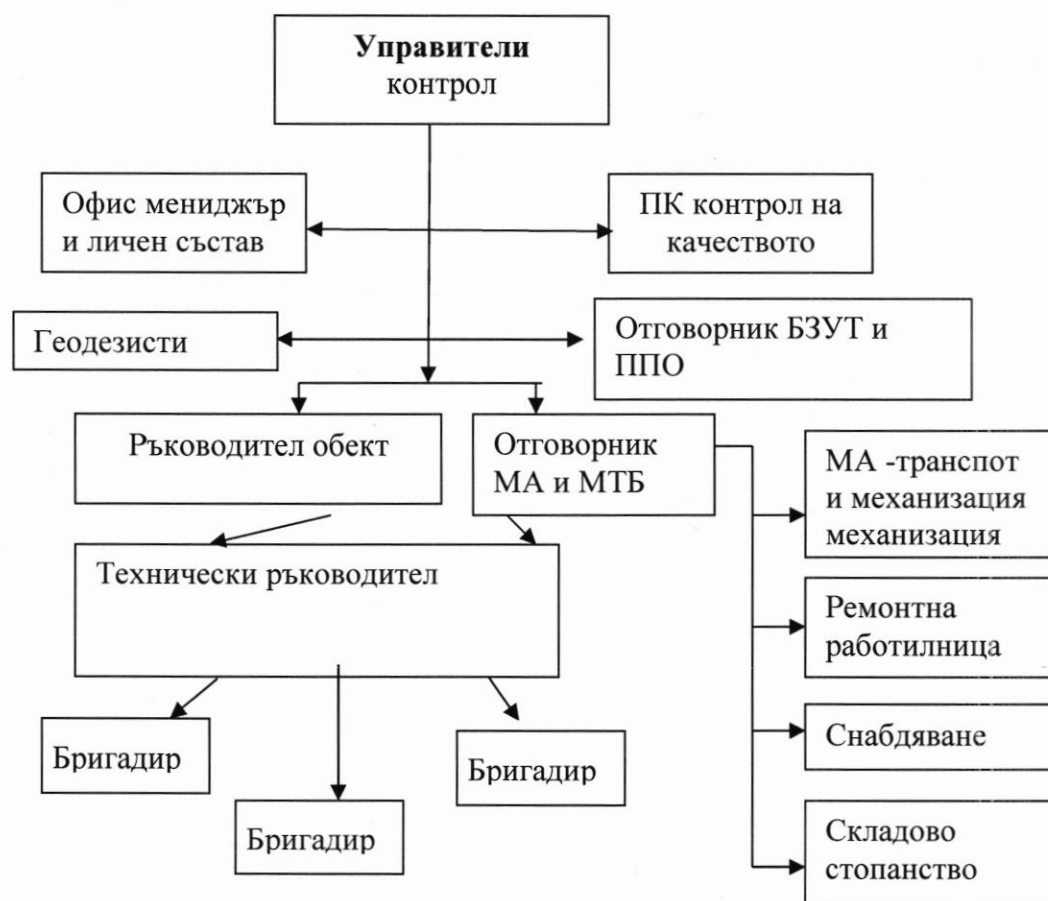 Управители
контрол
Офис мениджър
и личен състав
ПК контрол на
качеството
Геодезисти
Отговорник БЗУТ и
ППО
Ръководител обект
Отговорник
МА и МТБ
МА -транспот
и механизация
механизация
Технически ръководител
Ремонтна
работилница
Снабдяване
Бригадир
Бригадир
Бригадир
Складово
стопанство